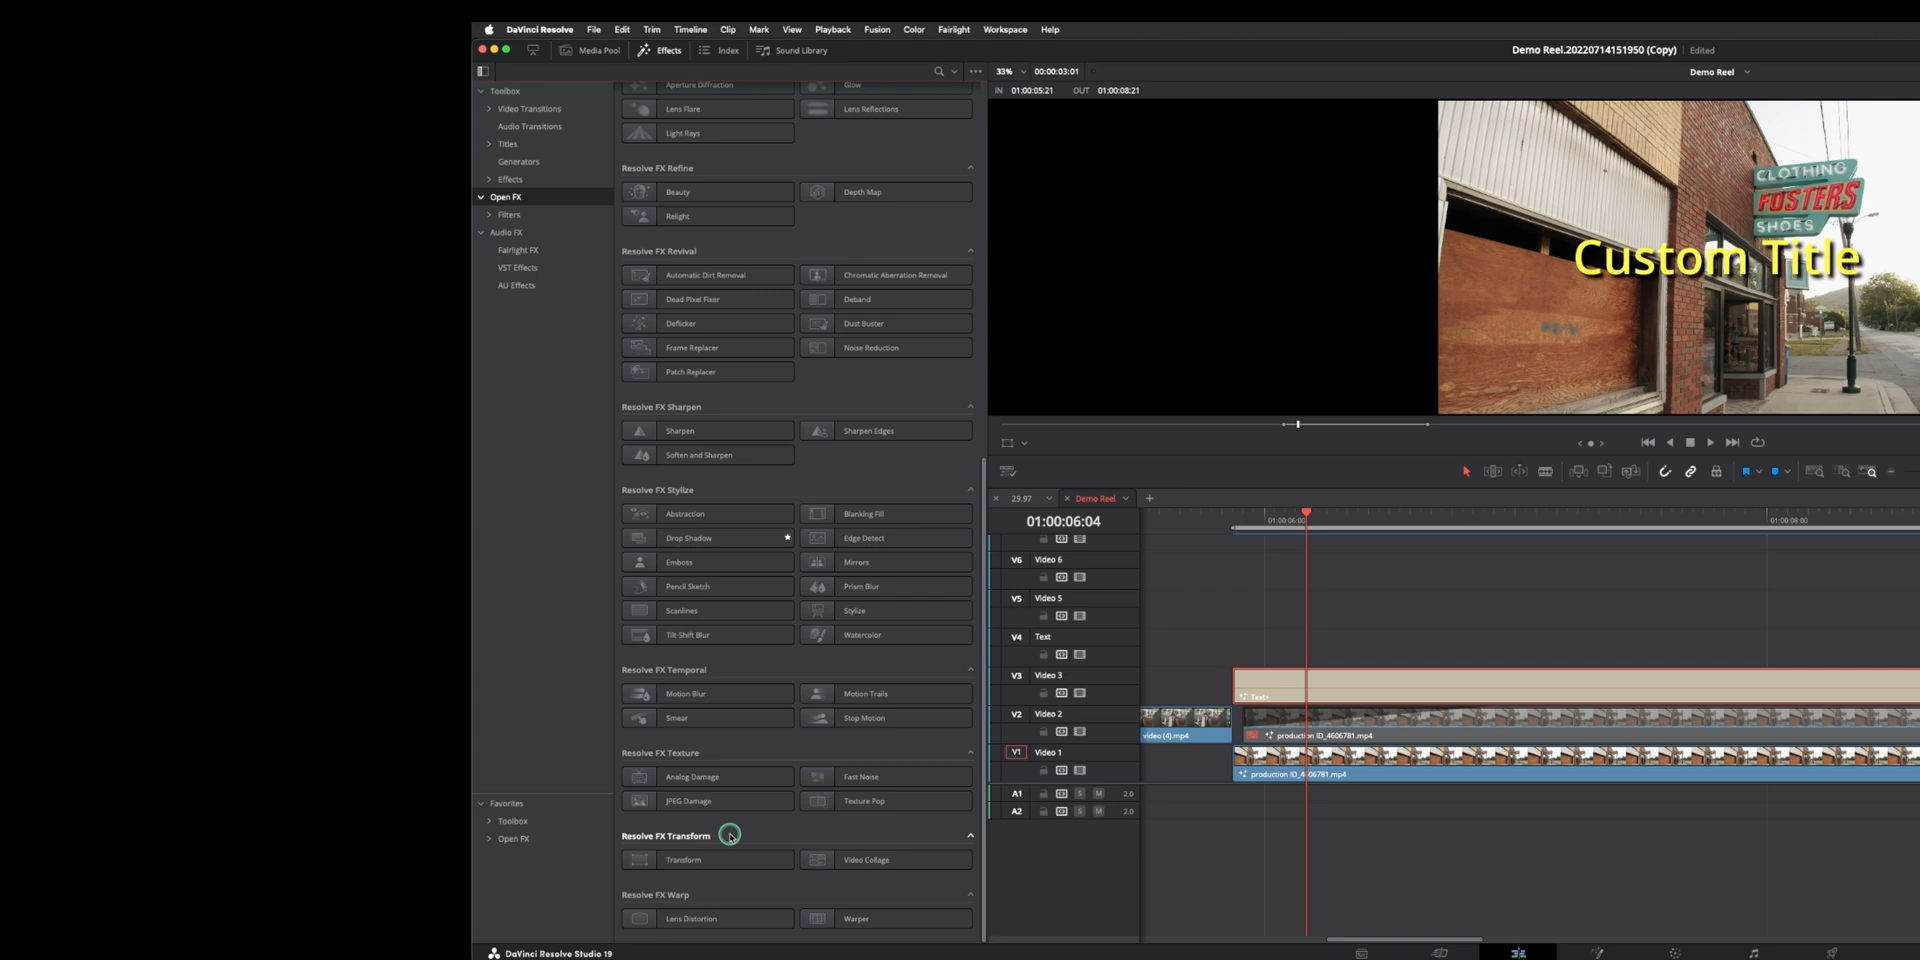 DaVinci Resolve File Edit Trim Timeline Clip Mark View Playback Fusion Color Fairlight Workspace Help
Media Pool Effects Index Sound Library
Demo Reel.20220714151950 (Copy) Edited
33% 00:00:03:01 Demo Reel
IN 01:00:05:21 OUT 01:00:08:21
Toolbox
Video Transitions
Audio Transitions
Titles
Generators
Effects
Open FX
Filters
Audio FX
Fairlight FX
VST Effects
AU Effects
Favorites
Toolbox
Open FX
Aperture Diffraction Glow
Lens Flare Lens Reflections
Light Rays
Resolve FX Refine
Beauty Depth Map
Relight
Resolve FX Revival
Automatic Dirt Removal Chromatic Aberration Removal
Dead Pixel Fixer Deband
Deflicker Dust Buster
Frame Replacer Noise Reduction
Patch Replacer
Resolve FX Sharpen
Sharpen Sharpen Edges
Soften and Sharpen
Resolve FX Stylize
Abstraction Blanking Fill
Drop Shadow Edge Detect
Emboss Mirrors
Pencil Sketch Prism Blur
Scanlines Stylize
Tilt-Shift Blur Watercolor
Resolve FX Temporal
Motion Blur Motion Trails
Smear Stop Motion
Resolve FX Texture
Analog Damage Fast Noise
JPEG Damage Texture Pop
Resolve FX Transform
Transform Video Collage
Resolve FX Warp
Lens Distortion Warper
CLOTHING
FOSTERS
SHOES
Custom Title
29.97 Demo Reel
01:00:06:04 01:00:06:00 01:00:08:00
V6 Video 6
V5 Video 5
V4 Text
V3 Video 3
Text+
V2 Video 2
video (4).mp4 production ID_4606781.mp4
V1 Video 1
production ID_4606781.mp4
A1 S M 2.0
A2 S M 2.0
DaVinci Resolve Studio 19